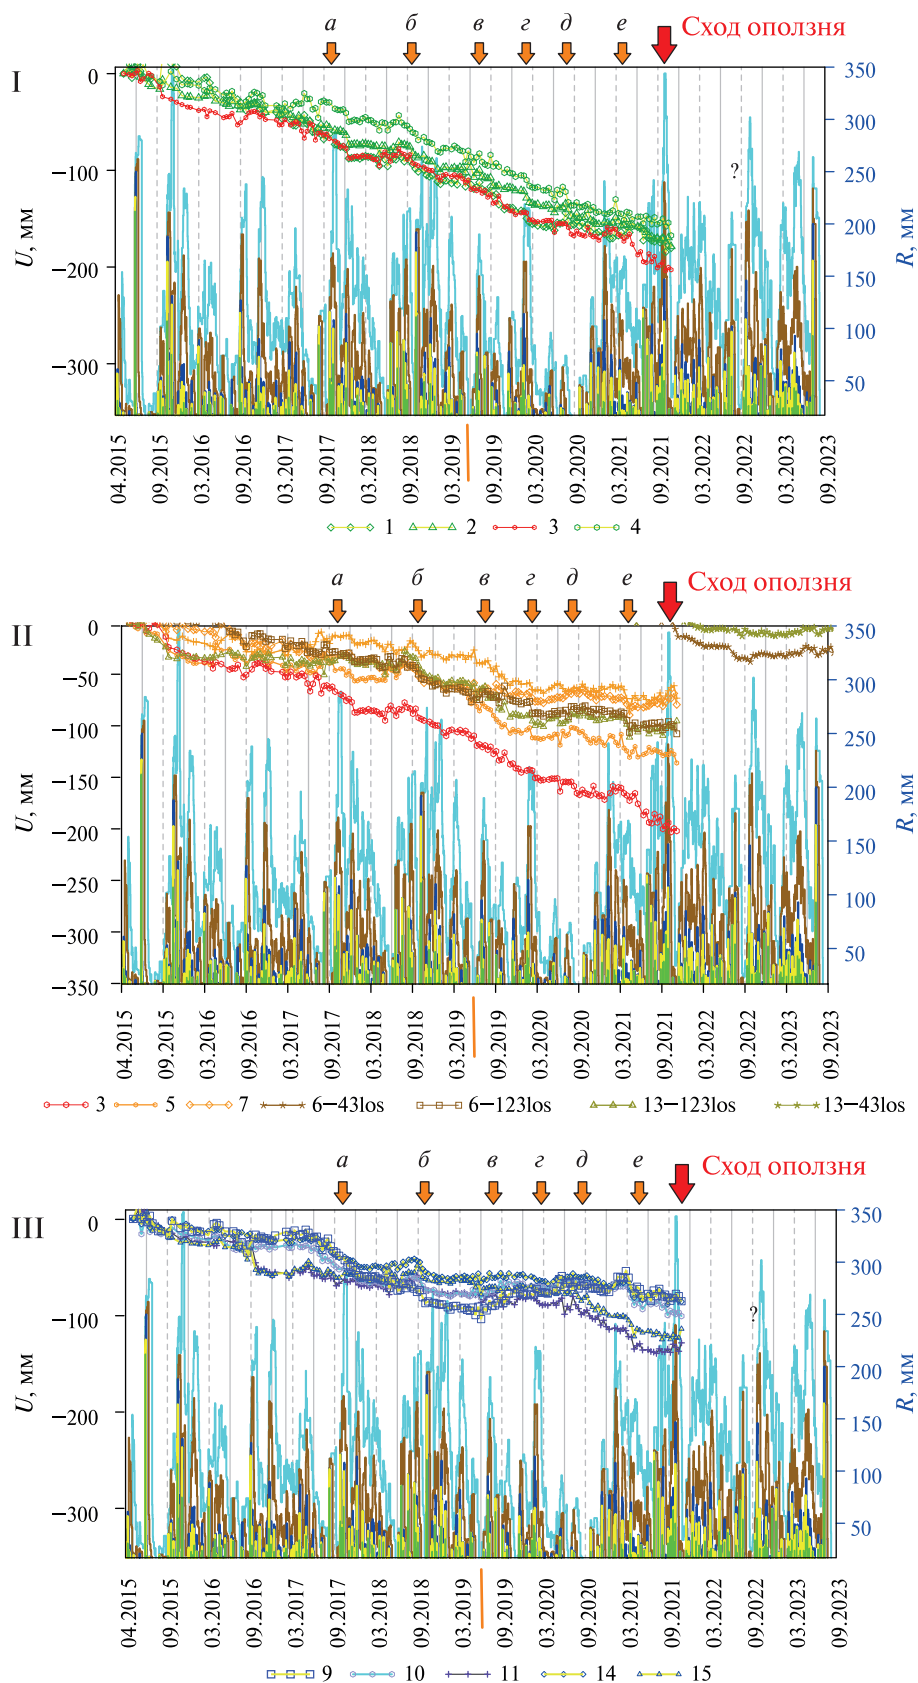 а б в г д е Сход оползня
I
0 350
300
−100 250
? 200
−200 150
100
−300 50
U, мм
R, мм
04.2015 09.2015 03.2016 09.2016 03.2017 09.2017 03.2018 09.2018 03.2019 09.2019 03.2020 09.2020 03.2021 09.2021 03.2022 09.2022 03.2023 09.2023
1 2 3 4
а б в г д е Сход оползня
II
0 350
−50 300
−100 250
−150 200
−200 150
−250 100
−300 50
−350
U, мм
R, мм
04.2015 09.2015 03.2016 09.2016 03.2017 09.2017 03.2018 09.2018 03.2019 09.2019 03.2020 09.2020 03.2021 09.2021 03.2022 09.2022 03.2023 09.2023
3 5 7 6−43los 6−123los 13−123los 13−43los
а б в г д е Сход оползня
III
0 350
300
−100 250
? 200
−200 150
100
−300 50
U, мм
R, мм
04.2015 09.2015 03.2016 09.2016 03.2017 09.2017 03.2018 09.2018 03.2019 09.2019 03.2020 09.2020 03.2021 09.2021 03.2022 09.2022 03.2023 09.2023
9 10 11 14 15